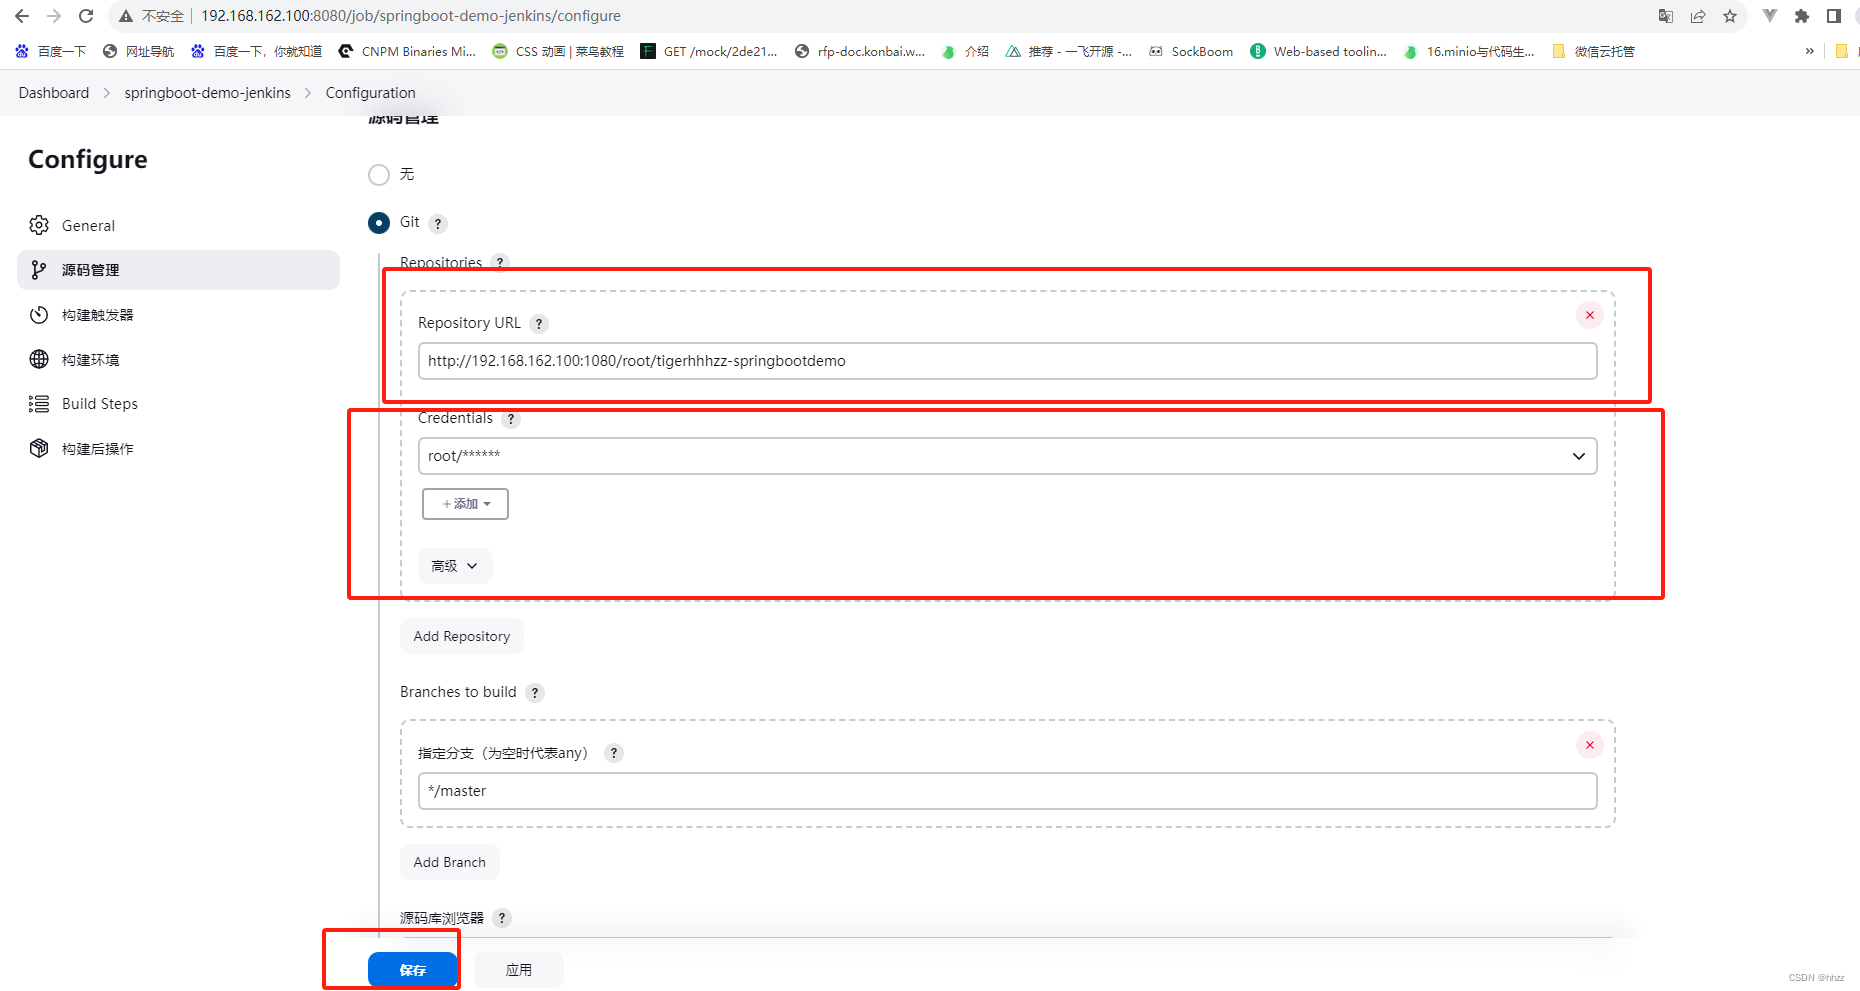 不安全 192.168.162.100:8080/job/springboot-demo-jenkins/configure
百度一下 网址导航 百度一下，你就知道 CNPM Binaries Mi... CSS 动画 | 菜鸟教程 GET /mock/2de21... rfp-doc.konbai.w... 介绍 推荐 - 一飞开源 -... SockBoom Web-based toolin... 16.minio与代码生... 微信云托管 »
Dashboard > springboot-demo-jenkins > Configuration
源码管理
Configure
无
Git ?
General
Repositories ?
源码管理
构建触发器
Repository URL ?
http://192.168.162.100:1080/root/tigerhhhzz-springbootdemo
构建环境
Build Steps
Credentials ?
构建后操作
root/******
+添加
高级
Add Repository
Branches to build ?
指定分支（为空时代表any） ?
*/master
Add Branch
源码库浏览器 ?
保存 应用
CSDN @hhzz